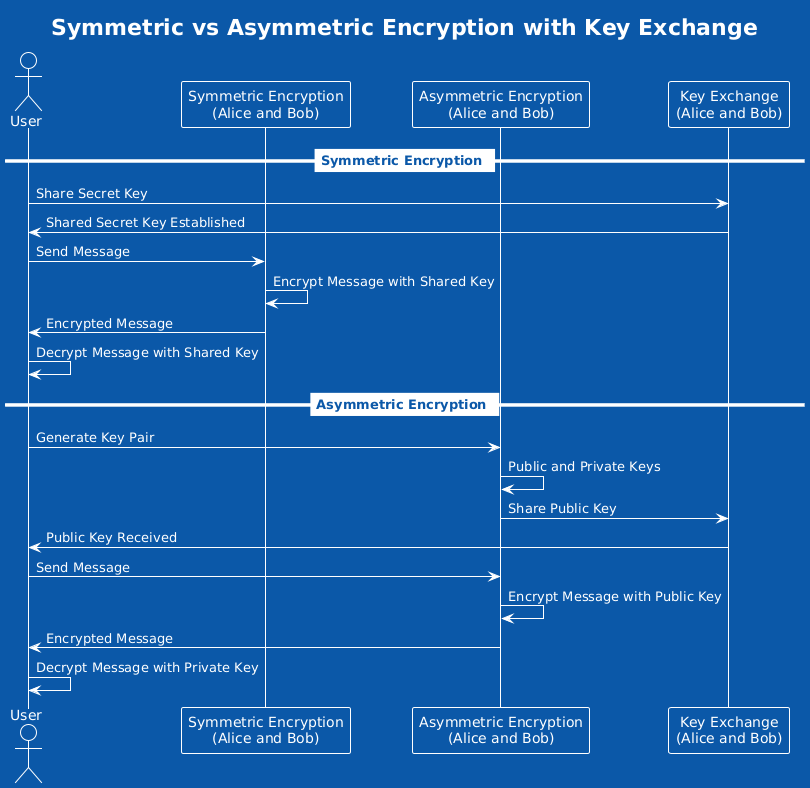 Symmetric vs Asymmetric Encryption with Key Exchange
User
Symmetric Encryption
(Alice and Bob)
Asymmetric Encryption
(Alice and Bob)
Key Exchange
(Alice and Bob)
Symmetric Encryption
Share Secret Key
Shared Secret Key Established
Send Message
Encrypt Message with Shared Key
Encrypted Message
Decrypt Message with Shared Key
Asymmetric Encryption
Generate Key Pair
Public and Private Keys
Share Public Key
Public Key Received
Send Message
Encrypt Message with Public Key
Encrypted Message
Decrypt Message with Private Key
User
Symmetric Encryption
(Alice and Bob)
Asymmetric Encryption
(Alice and Bob)
Key Exchange
(Alice and Bob)